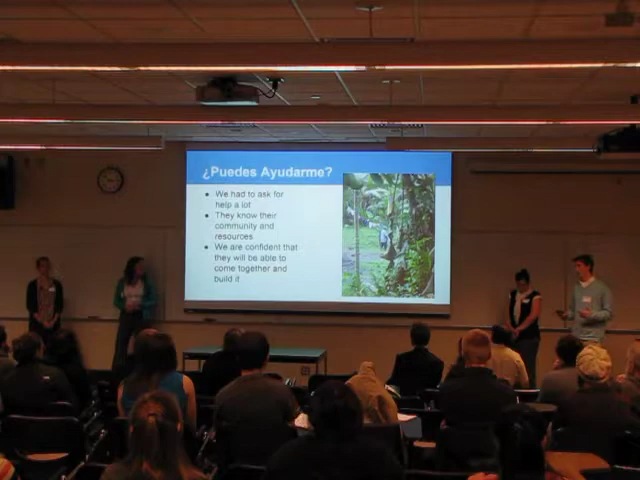 ¿Puedes Ayudarme?
● We had to ask for
help a lot
● They know their
community and
resources
● We are confident that
they will be able to
come together and
build it